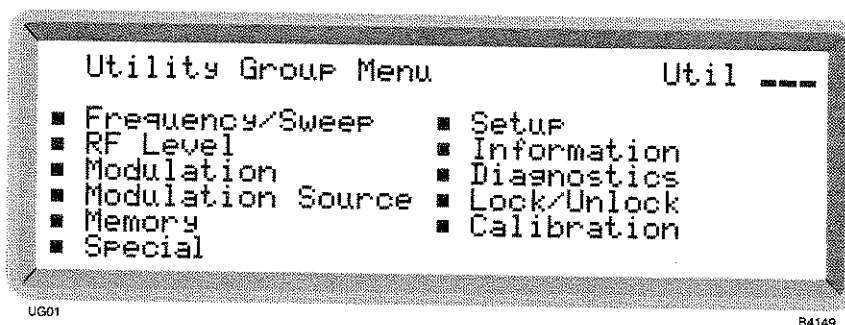 Utility Group Menu Util ___
▪ Frequency/Sweep ▪ Setup
▪ RF Level ▪ Information
▪ Modulation ▪ Diagnostics
▪ Modulation Source ▪ Lock/Unlock
▪ Memory ▪ Calibration
▪ Special
UG01 B4149